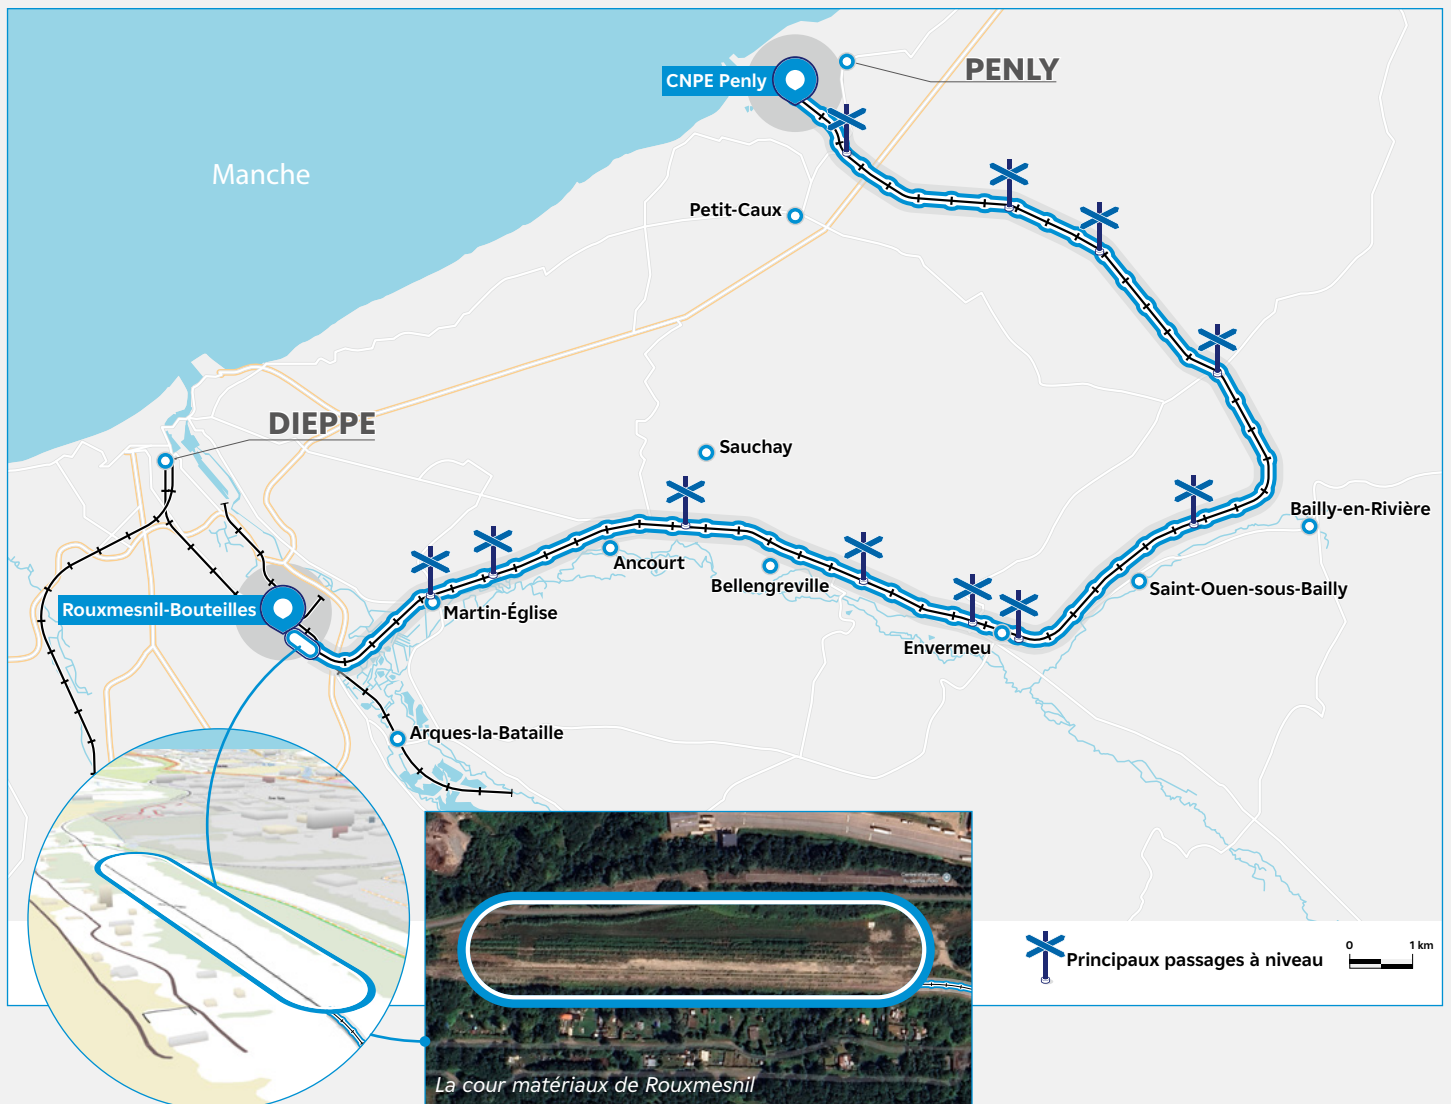 PENLY
CNPE Penly
Manche
Petit-Caux
DIEPPE
Sauchay
Bailly-en-Rivière
Ancourt
Bellengreville
Saint-Ouen-sous-Bailly
Rouxmesnil-Bouteilles
Martin-Église
Envermeu
Arques-la-Bataille
Principaux passages à niveau
0 1 km
La cour matériaux de Rouxmesnil